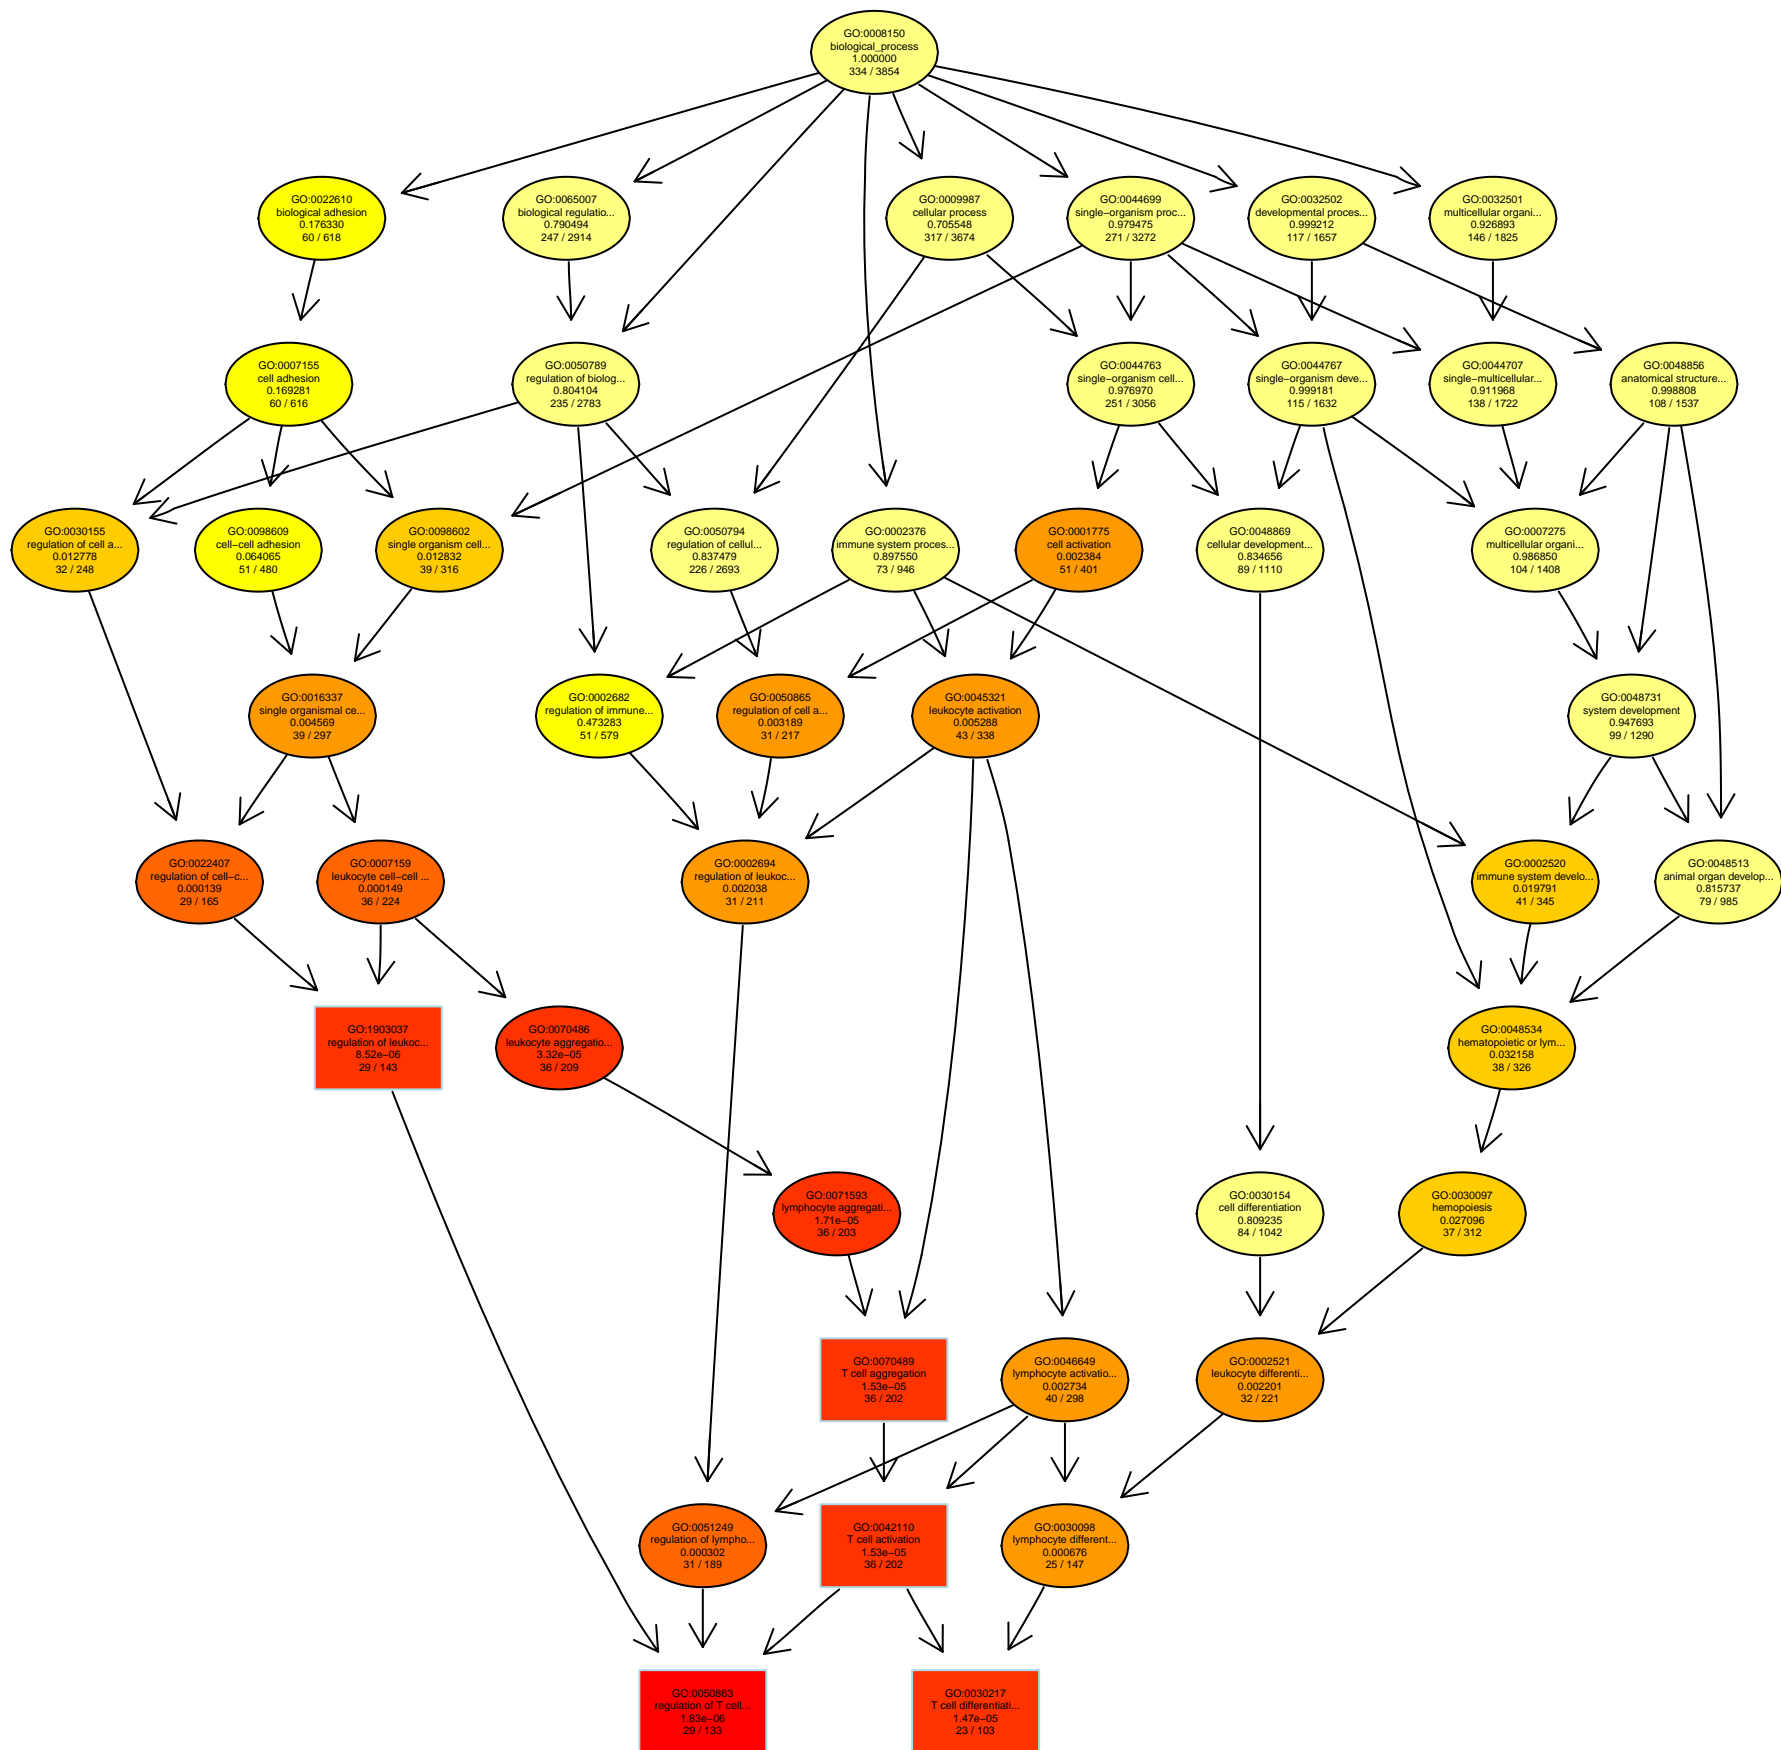 GO:0008150
biological_process
1.000000
334 / 3854
GO:0022610
biological adhesion
0.176330
60 / 618
GO:0065007
biological regulatio...
0.790494
247 / 2914
GO:0009987
cellular process
0.705548
317 / 3674
GO:0044699
single−organism proc...
0.979475
271 / 3272
GO:0032502
developmental proces...
0.999212
117 / 1657
GO:0032501
multicellular organi...
0.926893
146 / 1825
GO:0007155
cell adhesion
0.169281
60 / 616
GO:0050789
regulation of biolog...
0.804104
235 / 2783
GO:0044763
single−organism cell...
0.976970
251 / 3056
GO:0044767
single−organism deve...
0.999181
115 / 1632
GO:0044707
single−multicellular...
0.911968
138 / 1722
GO:0048856
anatomical structure...
0.998808
108 / 1537
GO:0030155
regulation of cell a...
0.012778
32 / 248
GO:0098609
cell−cell adhesion
0.064065
51 / 480
GO:0098602
single organism cell...
0.012832
39 / 316
GO:0050794
regulation of cellul...
0.837479
226 / 2693
GO:0002376
immune system proces...
0.897550
73 / 946
GO:0001775
cell activation
0.002384
51 / 401
GO:0048869
cellular development...
0.834656
89 / 1110
GO:0007275
multicellular organi...
0.986850
104 / 1408
GO:0016337
single organismal ce...
0.004569
39 / 297
GO:0002682
regulation of immune...
0.473283
51 / 579
GO:0050865
regulation of cell a...
0.003189
31 / 217
GO:0045321
leukocyte activation
0.005288
43 / 338
GO:0048731
system development
0.947693
99 / 1290
GO:0022407
regulation of cell−c...
0.000139
29 / 165
GO:0007159
leukocyte cell−cell ...
0.000149
36 / 224
GO:0002694
regulation of leukoc...
0.002038
31 / 211
GO:0002520
immune system develo...
0.019791
41 / 345
GO:0048513
animal organ develop...
0.815737
79 / 985
GO:1903037
regulation of leukoc...
8.52e−06
29 / 143
GO:0070486
leukocyte aggregatio...
3.32e−05
36 / 209
GO:0048534
hematopoietic or lym...
0.032158
38 / 326
GO:0071593
lymphocyte aggregati...
1.71e−05
36 / 203
GO:0030154
cell differentiation
0.809235
84 / 1042
GO:0030097
hemopoiesis
0.027096
37 / 312
GO:0070489
T cell aggregation
1.53e−05
36 / 202
GO:0046649
lymphocyte activatio...
0.002734
40 / 298
GO:0002521
leukocyte differenti...
0.002201
32 / 221
GO:0051249
regulation of lympho...
0.000302
31 / 189
GO:0042110
T cell activation
1.53e−05
36 / 202
GO:0030098
lymphocyte different...
0.000676
25 / 147
GO:0050863
regulation of T cell...
1.83e−06
29 / 133
GO:0030217
T cell differentiati...
1.47e−05
23 / 103